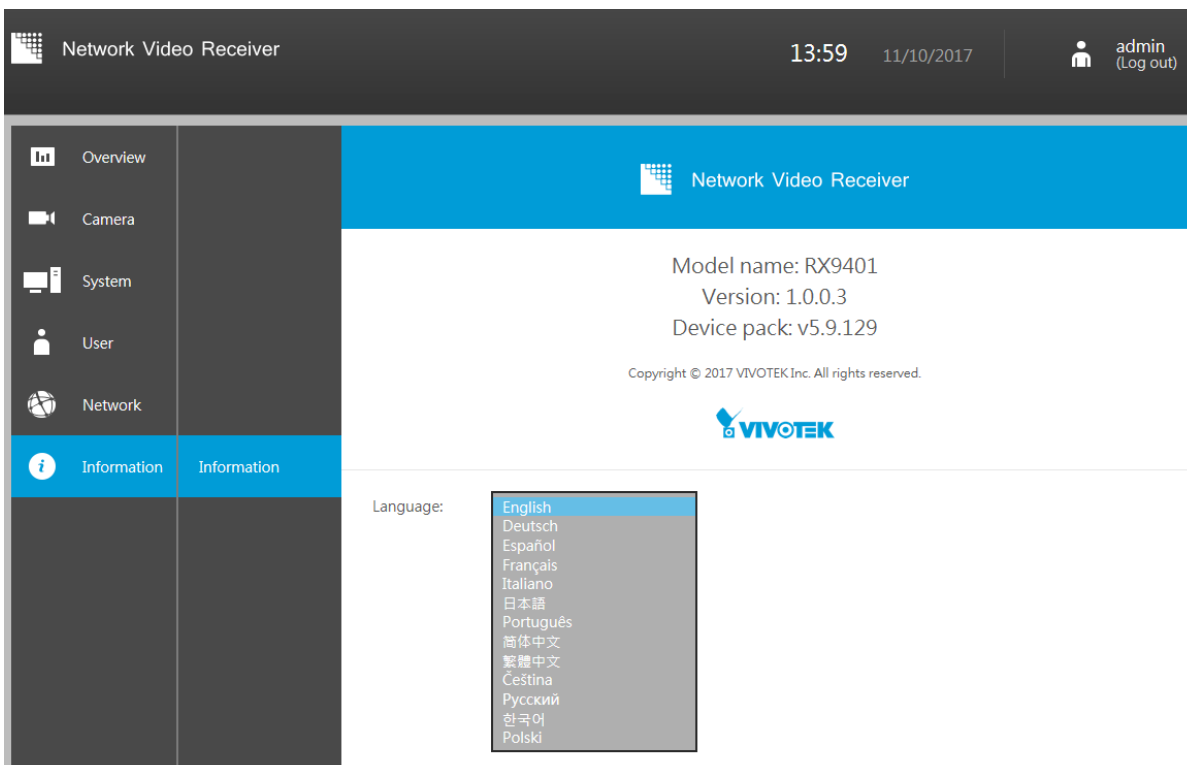 Network Video Receiver
13:59 11/10/2017
admin
(Log out)
Overview
Camera
System
User
Network
Information
Information
Network Video Receiver
Model name: RX9401
Version: 1.0.0.3
Device pack: v5.9.129
Copyright © 2017 VIVOTEK Inc. All rights reserved.
VIVOTEK
Language:
English
Deutsch
Español
Français
Italiano
日本語
Português
简体中文
繁體中文
Čeština
Русский
한국어
Polski